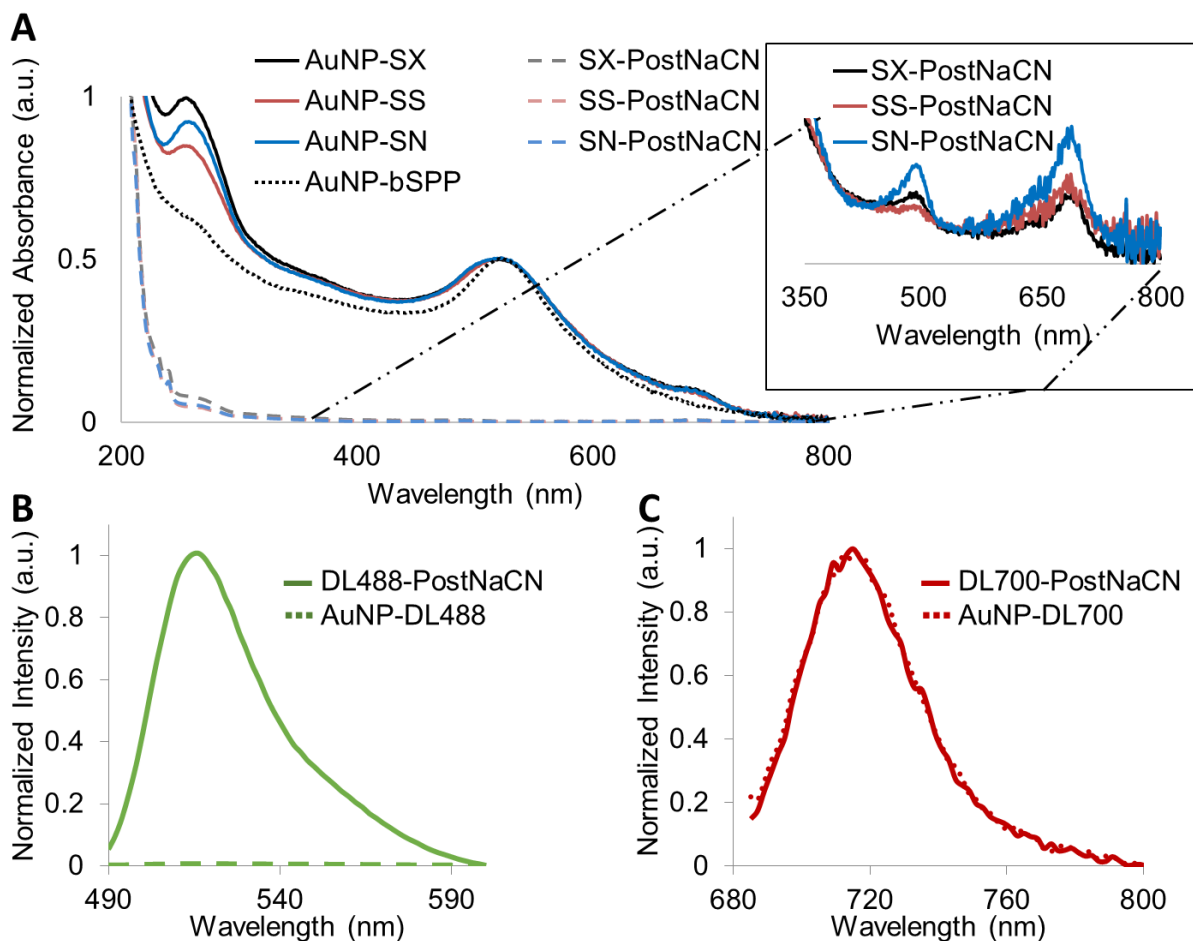 A
AuNP-SX
AuNP-SS
AuNP-SN
AuNP-bSPP
SX-PostNaCN
SS-PostNaCN
SN-PostNaCN
Normalized Absorbance (a.u.)
1
0.5
0
200 400 600 800
Wavelength (nm)
SX-PostNaCN
SS-PostNaCN
SN-PostNaCN
350 500 650 800
Wavelength (nm)
B
Normalized Intensity (a.u.)
1
0.8
0.6
0.4
0.2
0
DL488-PostNaCN
AuNP-DL488
490 540 590
Wavelength (nm)
C
Normalized Intensity (a.u.)
1
0.8
0.6
0.4
0.2
0
DL700-PostNaCN
AuNP-DL700
680 720 760 800
Wavelength (nm)